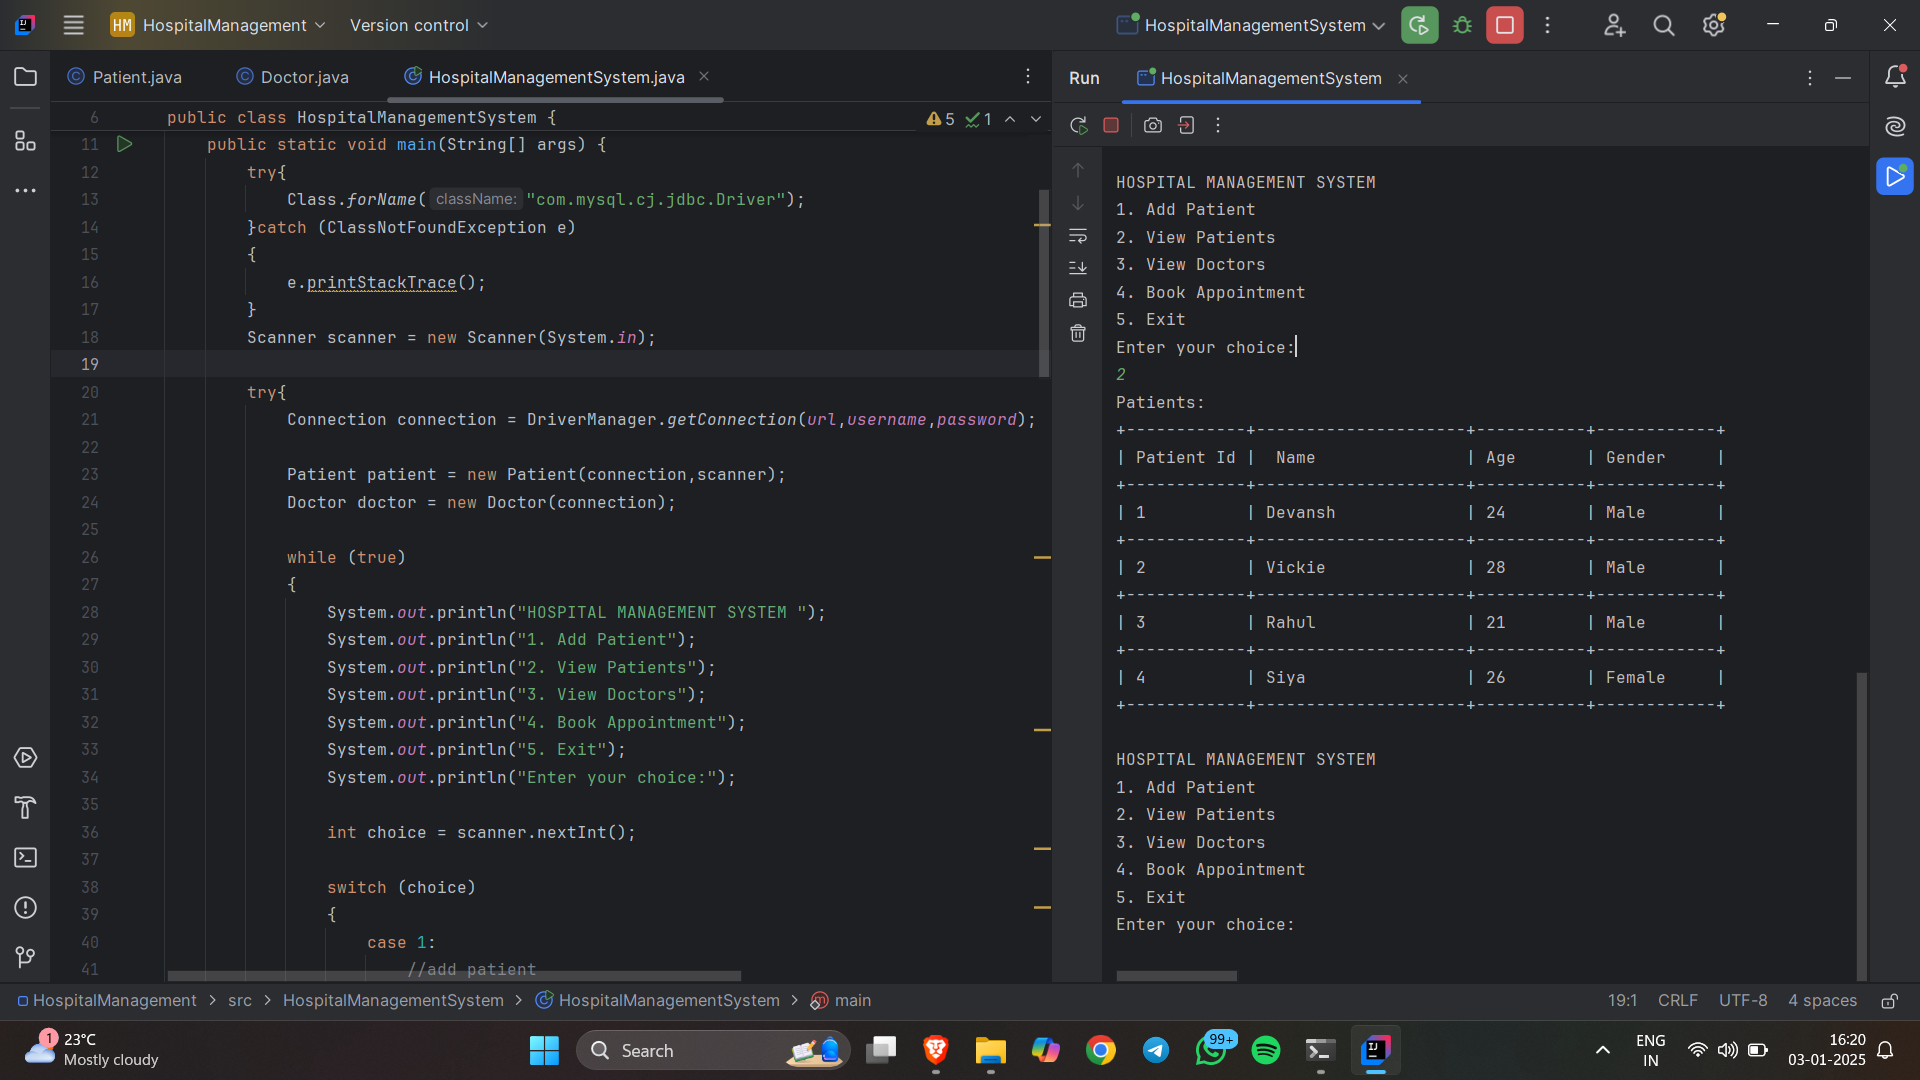 HM HospitalManagement Version control HospitalManagementSystem
Patient.java Doctor.java HospitalManagementSystem.java
6 public class HospitalManagementSystem { 5 1
11 public static void main(String[] args) {
12 try{
13 Class.forName( className: "com.mysql.cj.jdbc.Driver");
14 }catch (ClassNotFoundException e)
15 {
16 e.printStackTrace();
17 }
18 Scanner scanner = new Scanner(System.in);
19
20 try{
21 Connection connection = DriverManager.getConnection(url,username,password);
22
23 Patient patient = new Patient(connection,scanner);
24 Doctor doctor = new Doctor(connection);
25
26 while (true)
27 {
28 System.out.println("HOSPITAL MANAGEMENT SYSTEM ");
29 System.out.println("1. Add Patient");
30 System.out.println("2. View Patients");
31 System.out.println("3. View Doctors");
32 System.out.println("4. Book Appointment");
33 System.out.println("5. Exit");
34 System.out.println("Enter your choice:");
35
36 int choice = scanner.nextInt();
37
38 switch (choice)
39 {
40 case 1:
41 //add patient
Run HospitalManagementSystem
HOSPITAL MANAGEMENT SYSTEM
1. Add Patient
2. View Patients
3. View Doctors
4. Book Appointment
5. Exit
Enter your choice:
2
Patients:
+------------+---------------------+-----------+------------+
| Patient Id |  Name               | Age       | Gender     |
+------------+---------------------+-----------+------------+
| 1          | Devansh             | 24        | Male       |
+------------+---------------------+-----------+------------+
| 2          | Vickie              | 28        | Male       |
+------------+---------------------+-----------+------------+
| 3          | Rahul               | 21        | Male       |
+------------+---------------------+-----------+------------+
| 4          | Siya                | 26        | Female     |
+------------+---------------------+-----------+------------+
HOSPITAL MANAGEMENT SYSTEM
1. Add Patient
2. View Patients
3. View Doctors
4. Book Appointment
5. Exit
Enter your choice:
HospitalManagement > src > HospitalManagementSystem > HospitalManagementSystem > m main 19:1 CRLF UTF-8 4 spaces
1 23°C
Mostly cloudy
Search
99+
IJ
ENG
IN
16:20
03-01-2025